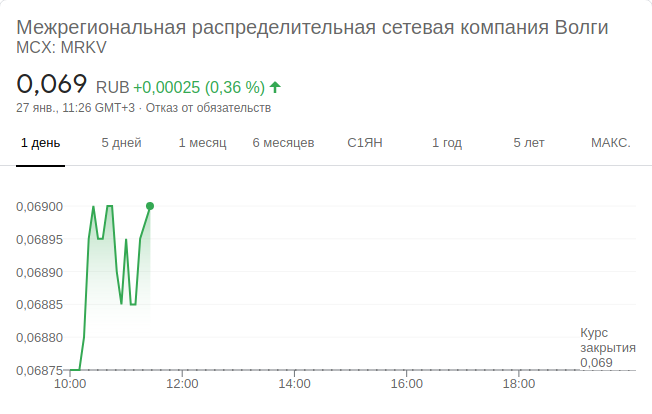 Межрегиональная распределительная сетевая компания Волги
MCX: MRKV
0,069 RUB +0,00025 (0,36 %)
27 янв., 11:26 GMT+3 · Отказ от обязательств
1 день 5 дней 1 месяц 6 месяцев С1ЯН 1 год 5 лет МАКС.
0,06900
0,06895
0,06890
0,06885
0,06880
0,06875
Курс
закрытия
0,069
10:00 12:00 14:00 16:00 18:00